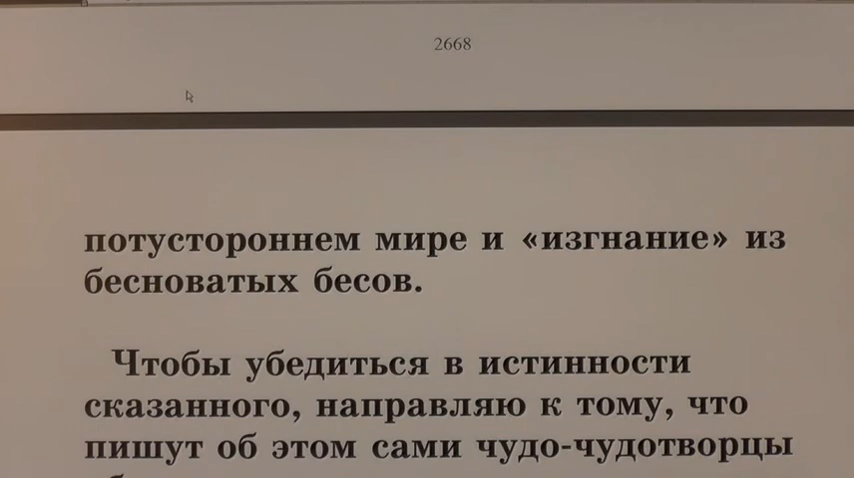 2668
потустороннем мире и «изгнание» из
бесноватых бесов.
Чтобы убедиться в истинности
сказанного, направляю к тому, что
пишут об этом сами чудо-чудотворцы